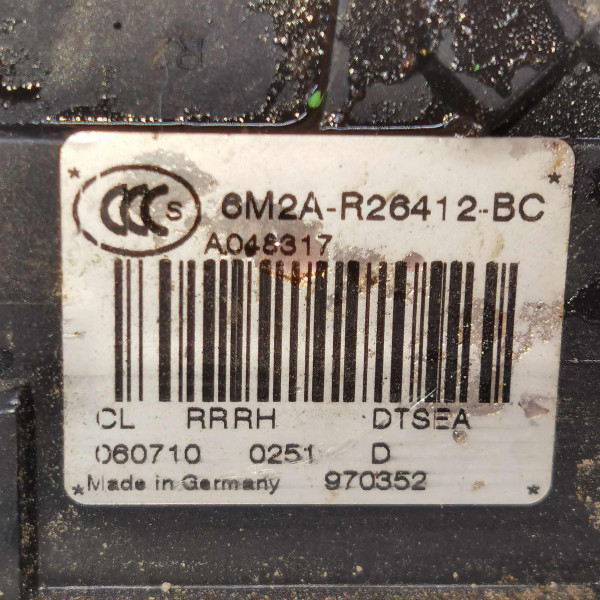 CCC S 6M2A-R26412-BC
A048317
CL RRRH DTSEA
060710 0251 D
Made in Germany 970352